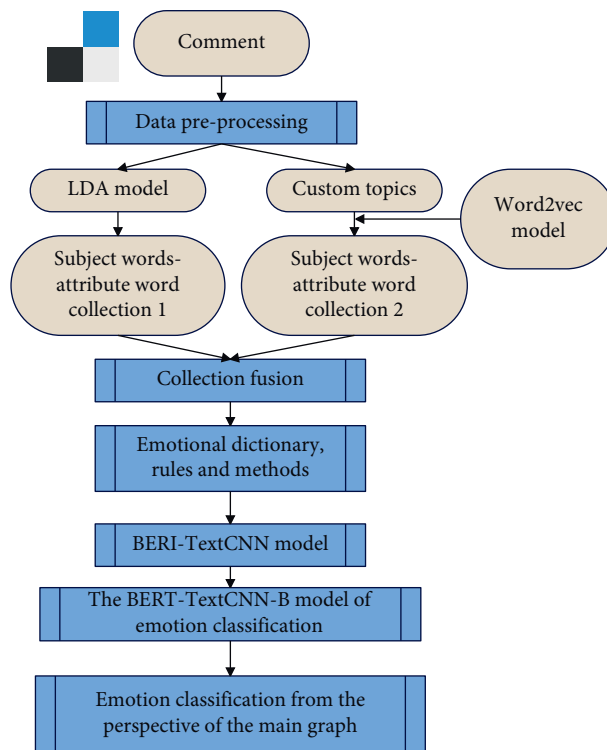 Comment
Data pre-processing
LDA model
Custom topics
Word2vec
model
Subject words-
attribute word
collection 1
Subject words-
attribute word
collection 2
Collection fusion
Emotional dictionary,
rules and methods
BERI-TextCNN model
The BERT-TextCNN-B model of
emotion classification
Emotion classification from the
perspective of the main graph